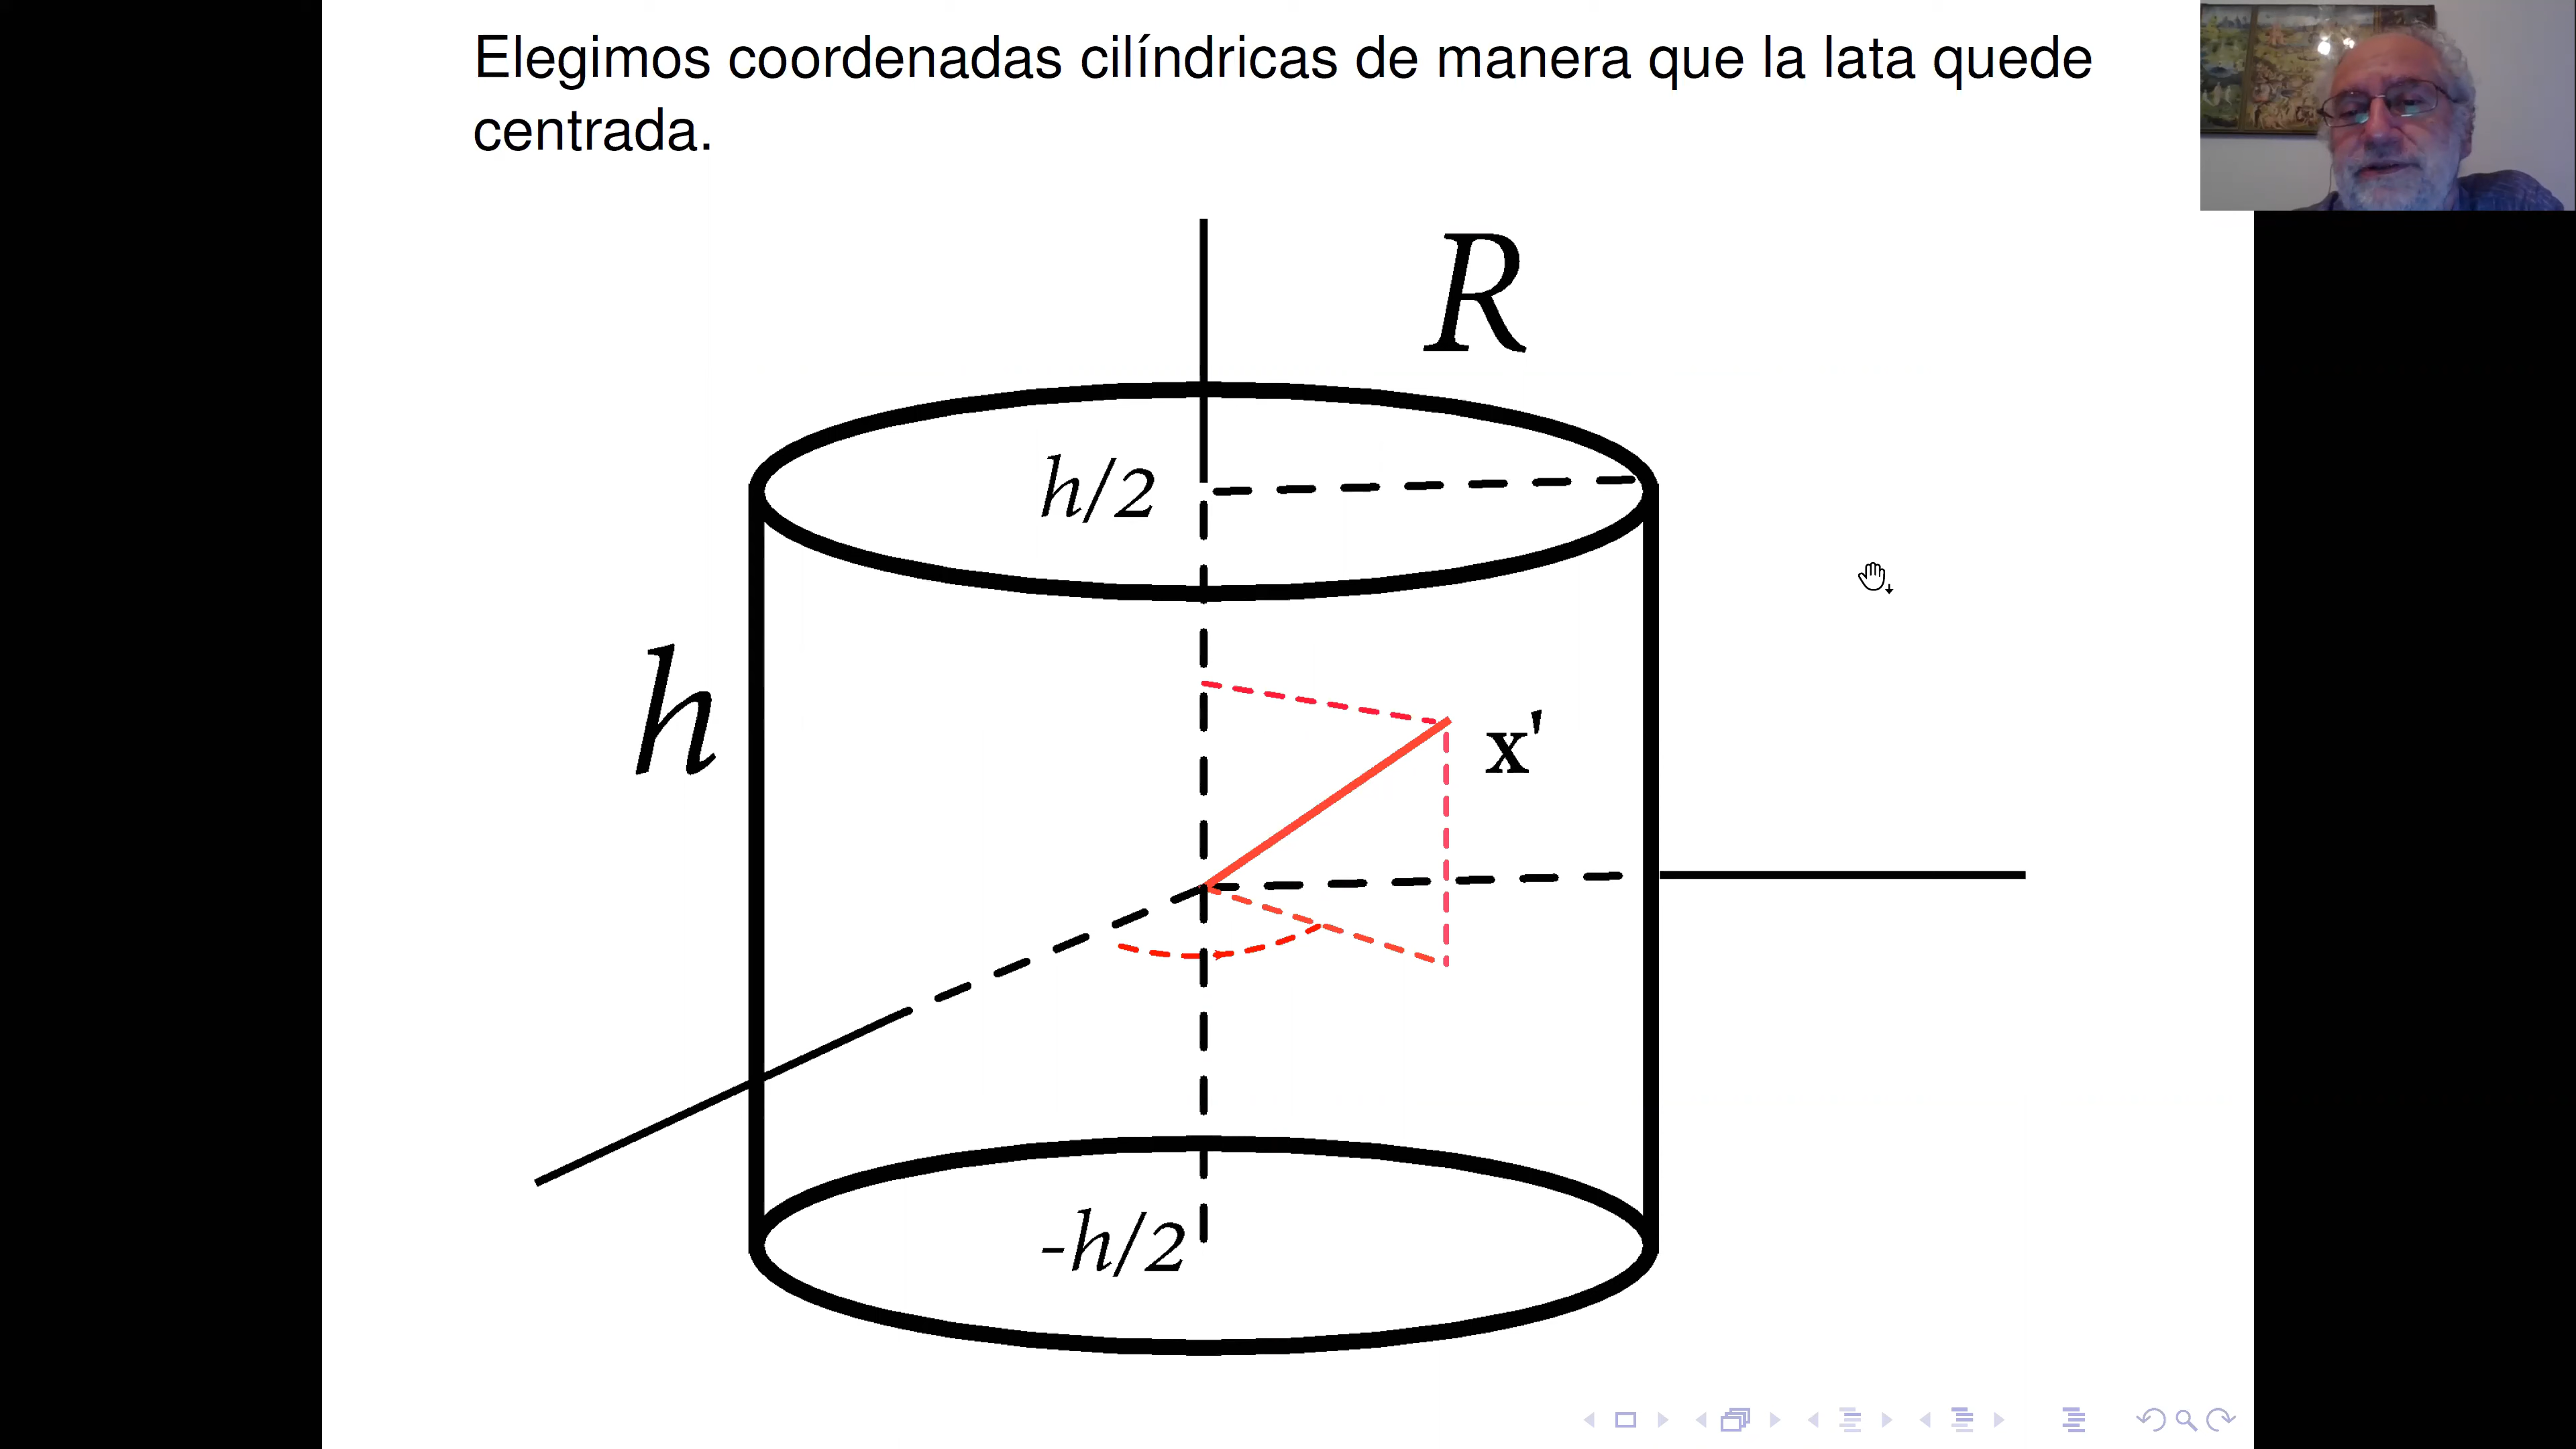 Elegimos coordenadas cilíndricas de manera que la lata quede
centrada.
R
h/2
h
x'
-h/2